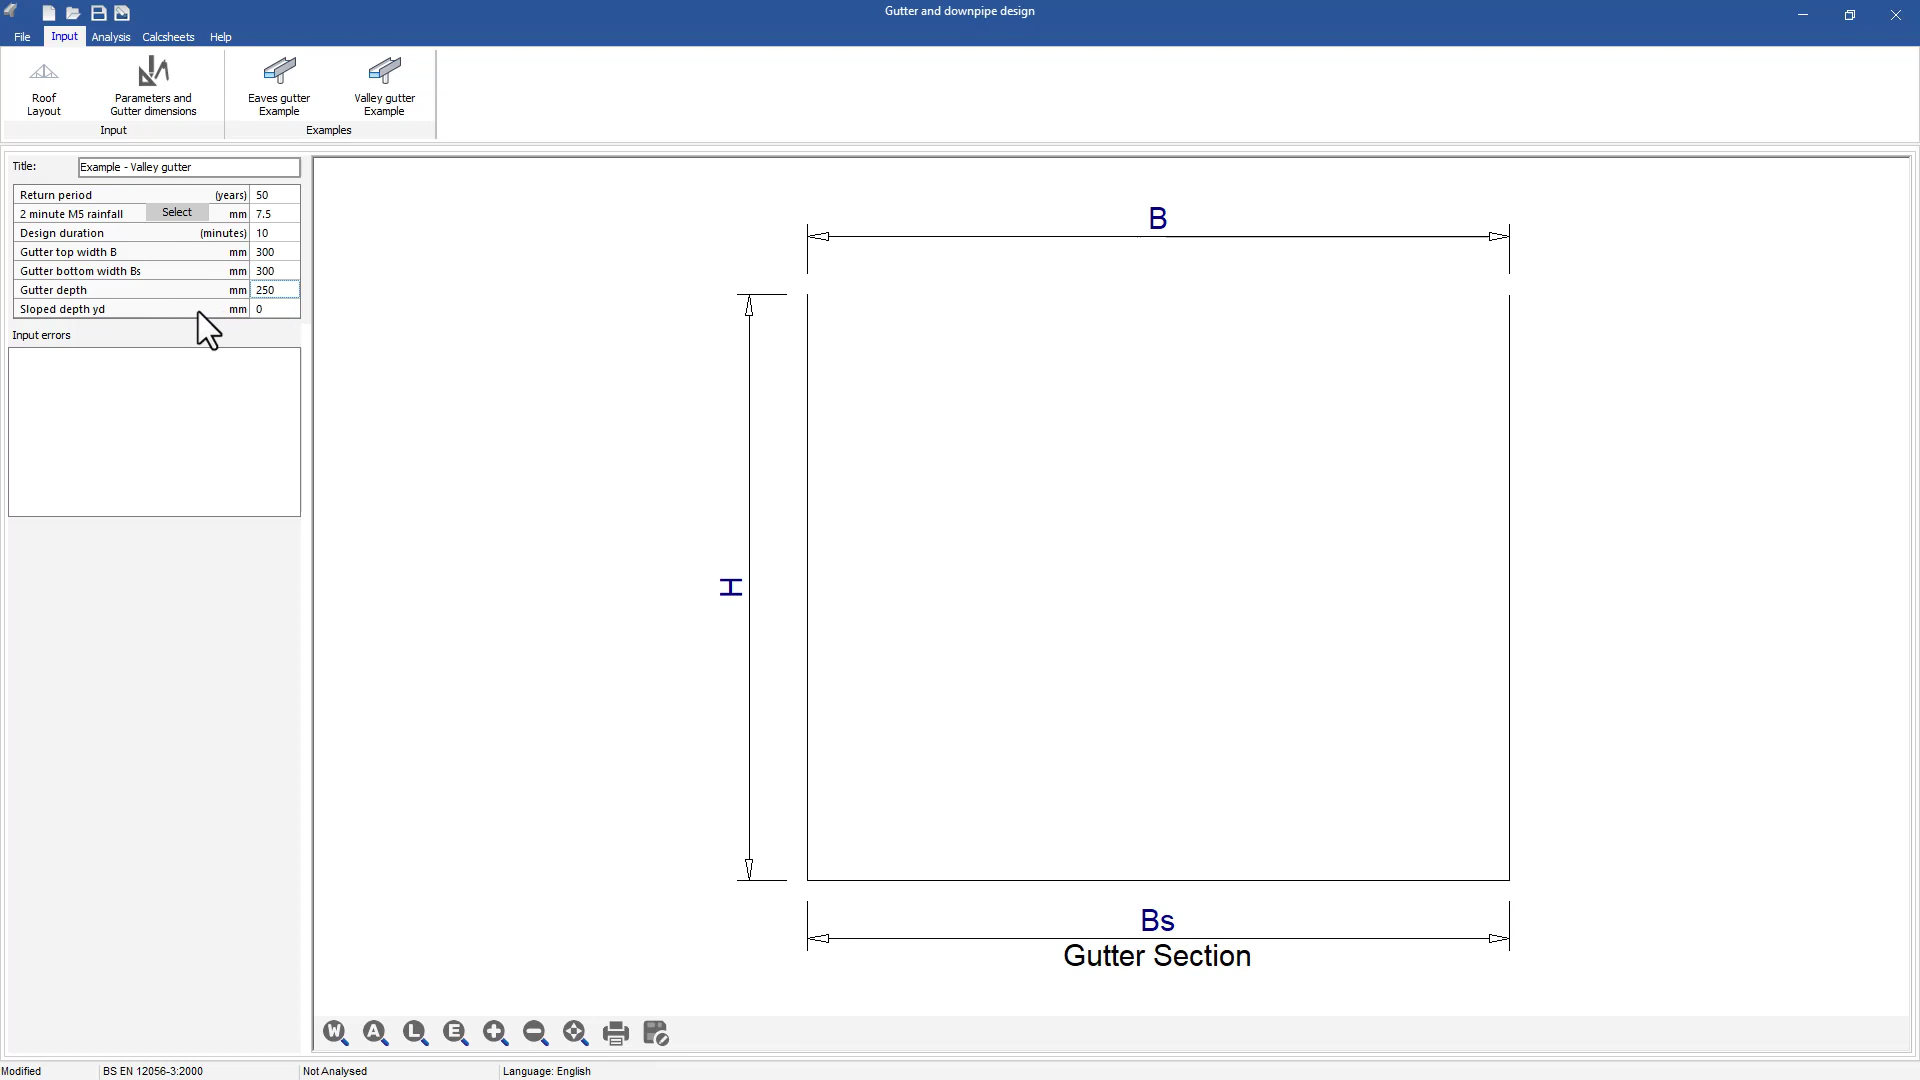 Gutter and downpipe design
File Input Analysis Calcsheets Help
Roof Layout
Parameters and Gutter dimensions
Eaves gutter Example
Valley gutter Example
Input Examples
Title: Example - Valley gutter
Return period (years) 50
2 minute M5 rainfall Select mm 7.5
Design duration (minutes) 10
Gutter top width B mm 300
Gutter bottom width Bs mm 300
Gutter depth mm 250
Sloped depth yd mm 0
Input errors
B
H
Bs
Gutter Section
W A L E
Modified BS EN 12056-3:2000 Not Analysed Language: English